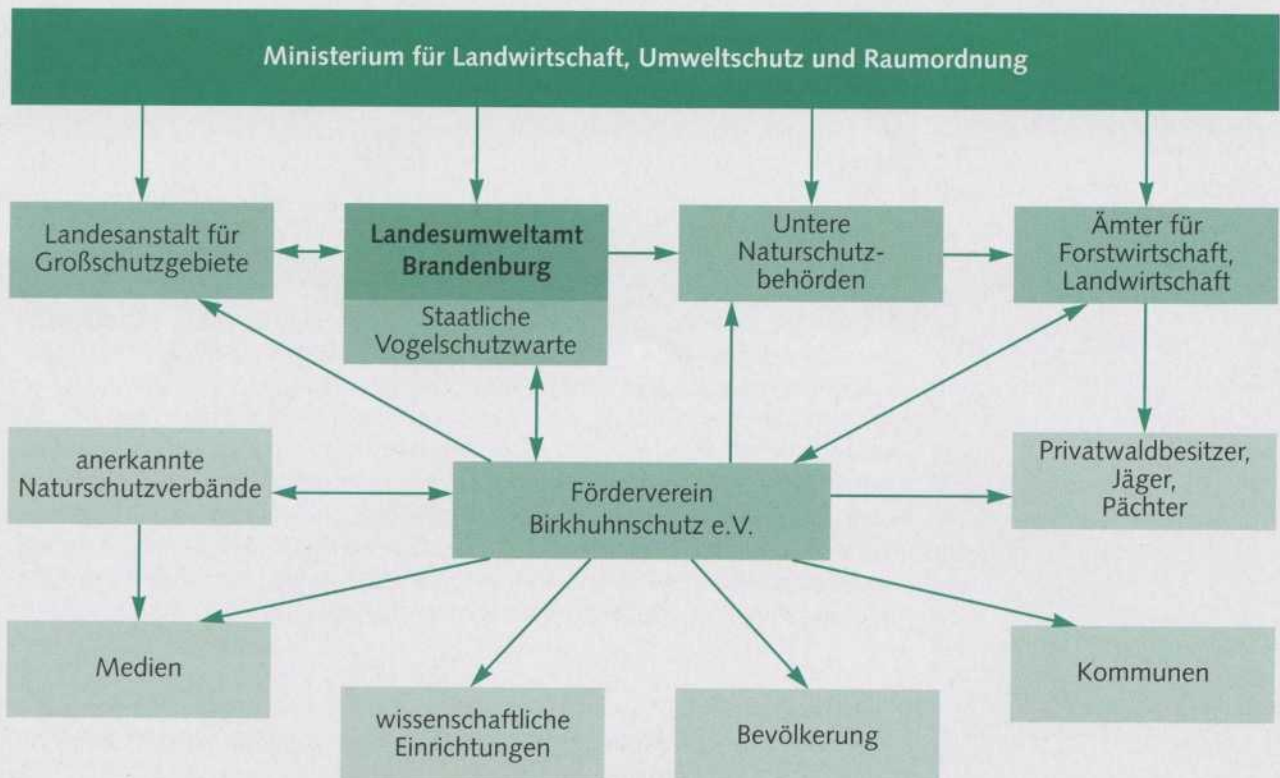 Ministerium für Landwirtschaft, Umweltschutz und Raumordnung
Landesanstalt für
Großschutzgebiete
Landesumweltamt
Brandenburg
Staatliche
Vogelschutzwarte
Untere
Naturschutz-
behörden
Ämter für
Forstwirtschaft,
Landwirtschaft
anerkannte
Naturschutzverbände
Förderverein
Birkhuhnschutz e.V.
Privatwaldbesitzer,
Jäger,
Pächter
Medien
wissenschaftliche
Einrichtungen
Bevölkerung
Kommunen